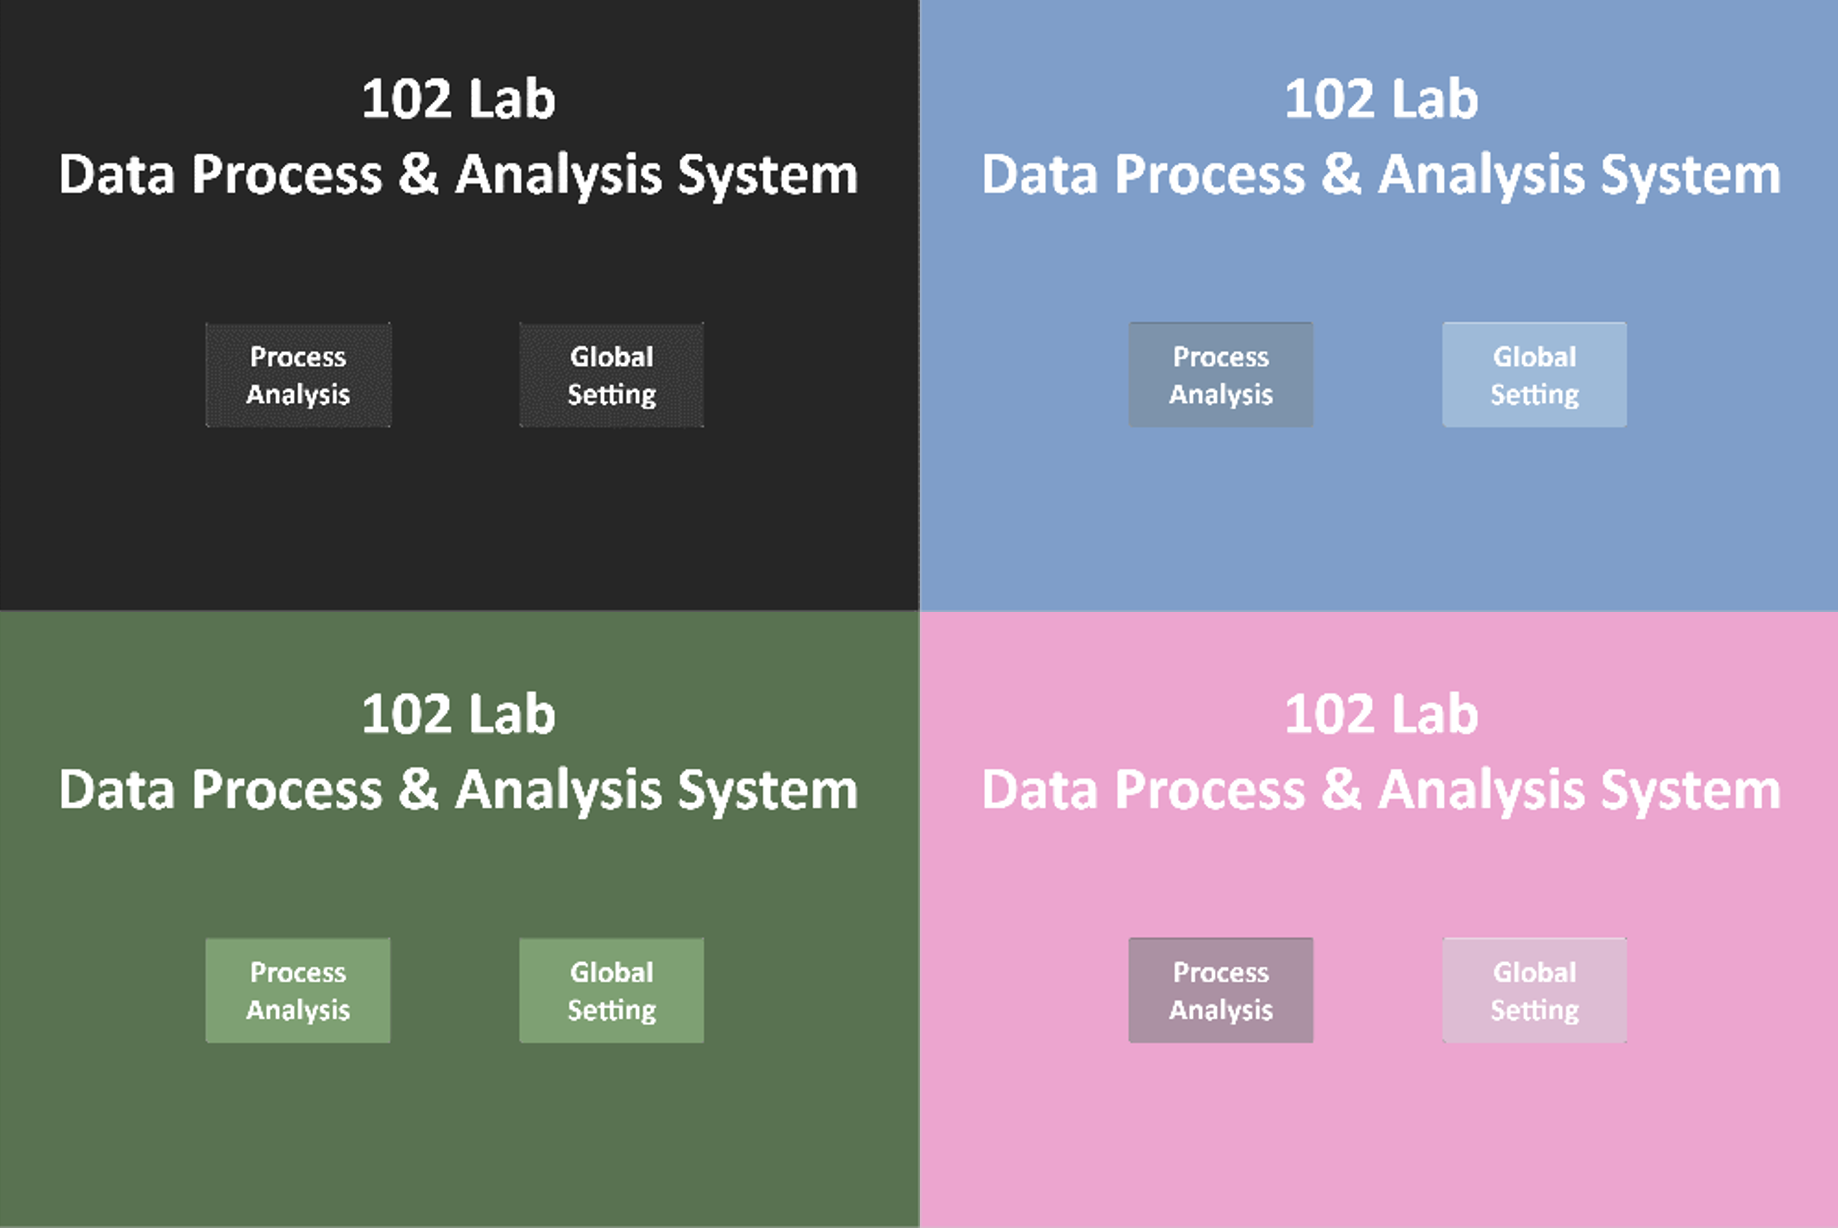 102 Lab
Data Process & Analysis System
Process
Analysis
Global
Setting
102 Lab
Data Process & Analysis System
Process
Analysis
Global
Setting
102 Lab
Data Process & Analysis System
Process
Analysis
Global
Setting
102 Lab
Data Process & Analysis System
Process
Analysis
Global
Setting